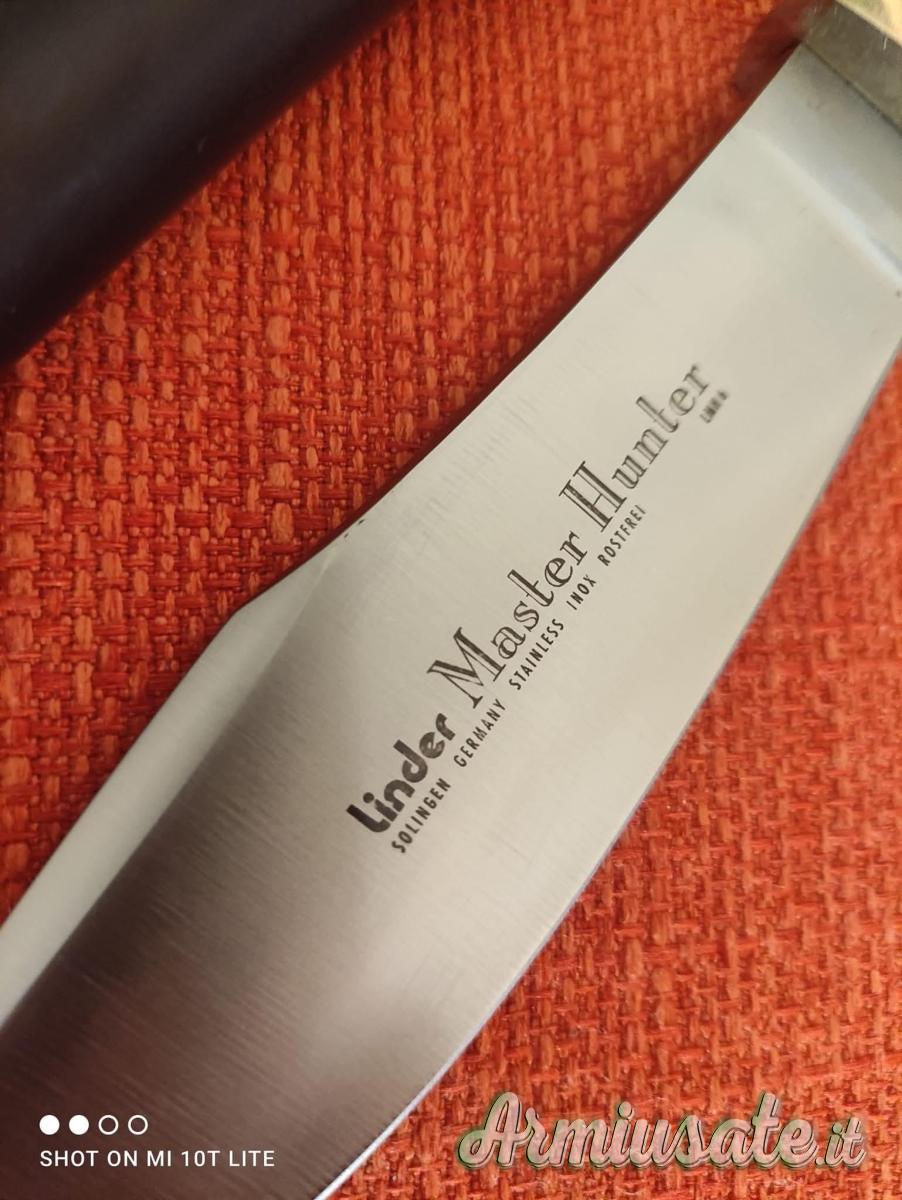 linder Master Hunter
SOLINGEN GERMANY STAINLESS INOX ROSTFREI
SHOT ON MI 10T LITE
Armiusate.it